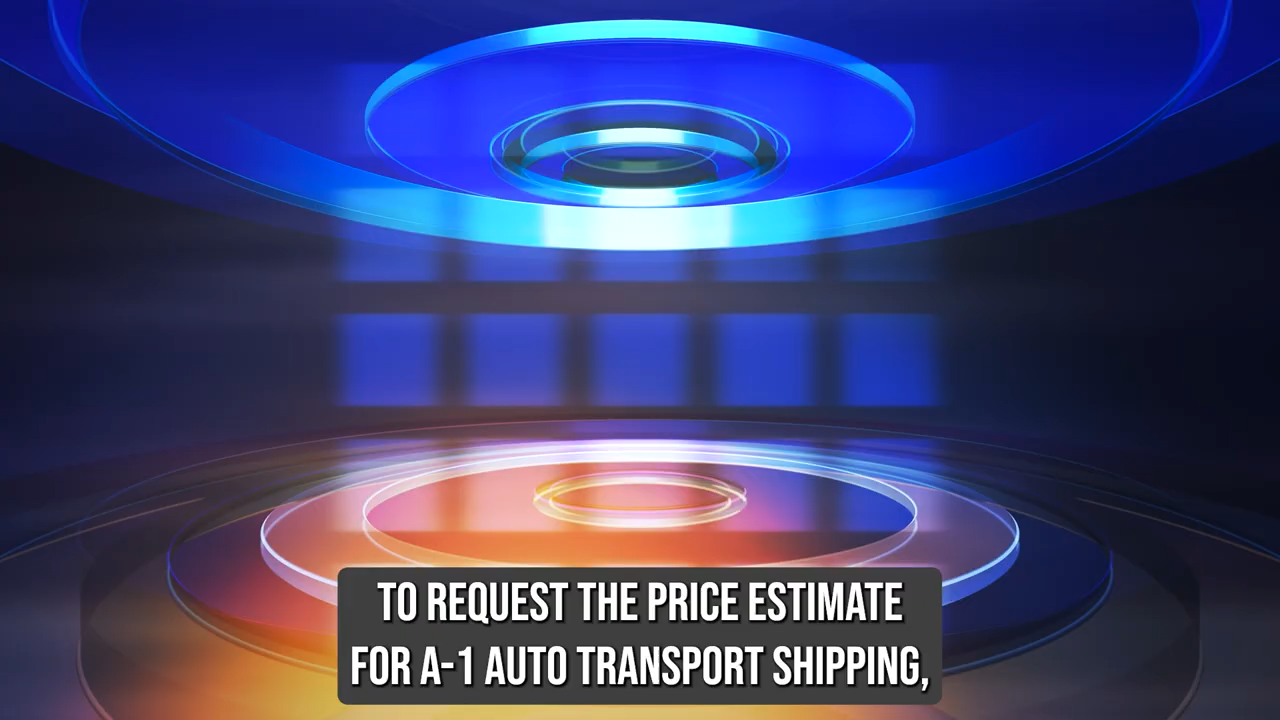 TO REQUEST THE PRICE ESTIMATE
FOR A-1 AUTO TRANSPORT SHIPPING,